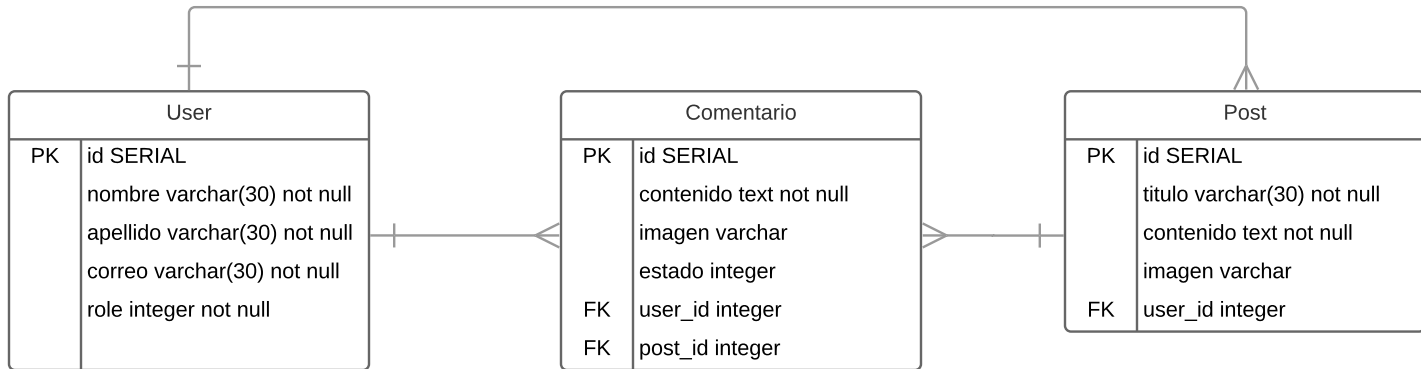 User
PK id SERIAL
nombre varchar(30) not null
apellido varchar(30) not null
correo varchar(30) not null
role integer not null
Comentario
PK id SERIAL
contenido text not null
imagen varchar
estado integer
FK user_id integer
FK post_id integer
Post
PK id SERIAL
titulo varchar(30) not null
contenido text not null
imagen varchar
FK user_id integer